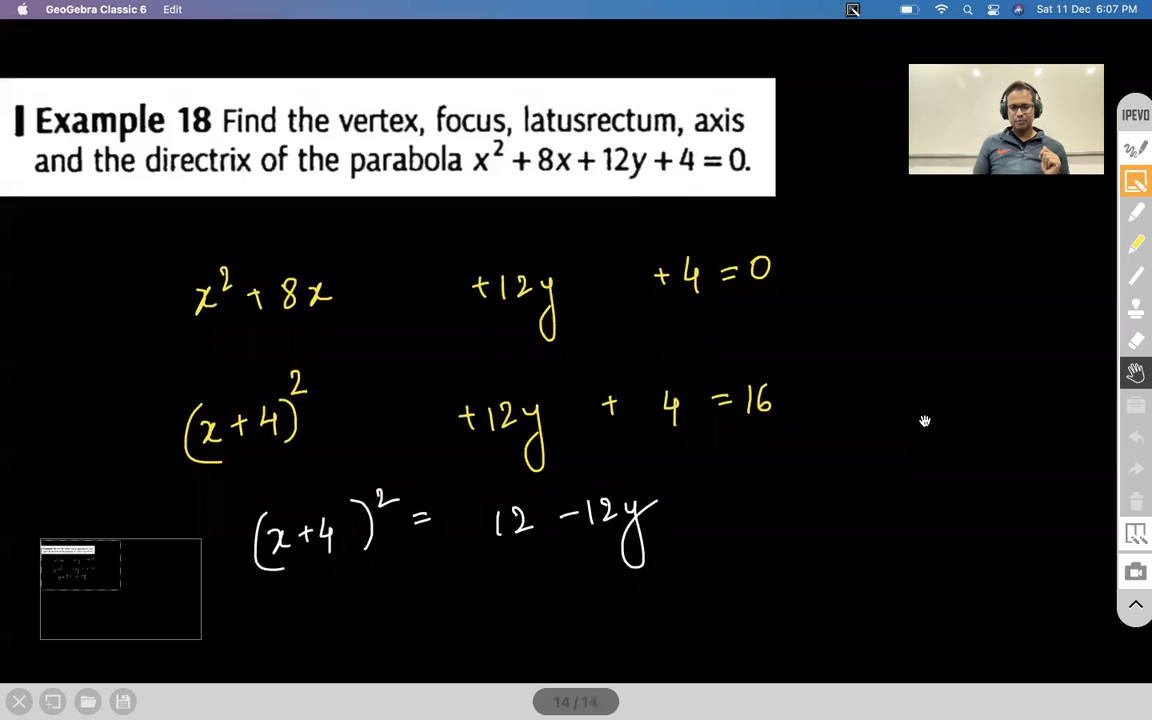 GeoGebra Classic 6 Edit Sat 11 Dec 6:07 PM
IPEVO
Example 18 Find the vertex, focus, latusrectum, axis
and the directrix of the parabola x² + 8x + 12y + 4 = 0.
x² + 8x +12y +4 = 0
(x+4)² +12y + 4 = 16
(x+4)² = 12 -12y
14 / 14